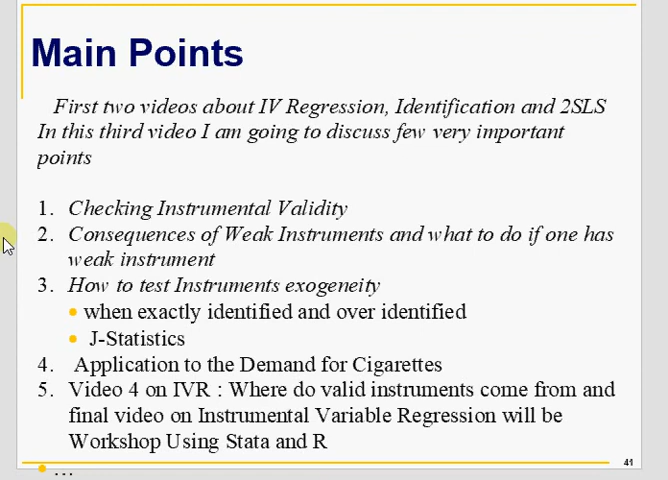 Main Points
First two videos about IV Regression, Identification and 2SLS
In this third video I am going to discuss few very important
points
1. Checking Instrumental Validity
2. Consequences of Weak Instruments and what to do if one has
weak instrument
3. How to test Instruments exogeneity
• when exactly identified and over identified
• J-Statistics
4. Application to the Demand for Cigarettes
5. Video 4 on IVR : Where do valid instruments come from and
final video on Instrumental Variable Regression will be
Workshop Using Stata and R
41
• ...